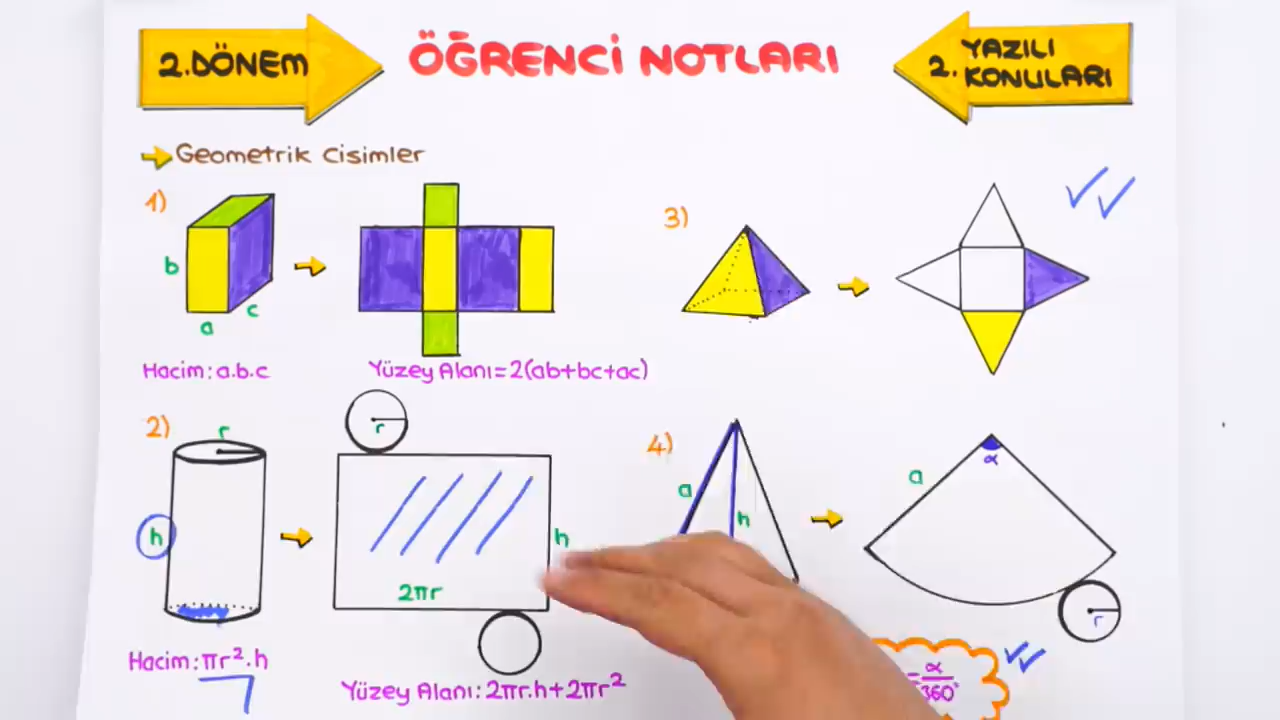 2.DÖNEM
ÖĞRENCİ NOTLARI
2. YAZILI
KONULARI
Geometrik Cisimler
1)
b
a
c
Hacim: a.b.c
Yüzey Alanı=2(ab+bc+ac)
2)
r
h
r
2πr
h
Hacim: πr².h
Yüzey Alanı: 2πr.h+2πr²
3)
4)
a
h
a
α
r
=α/360°